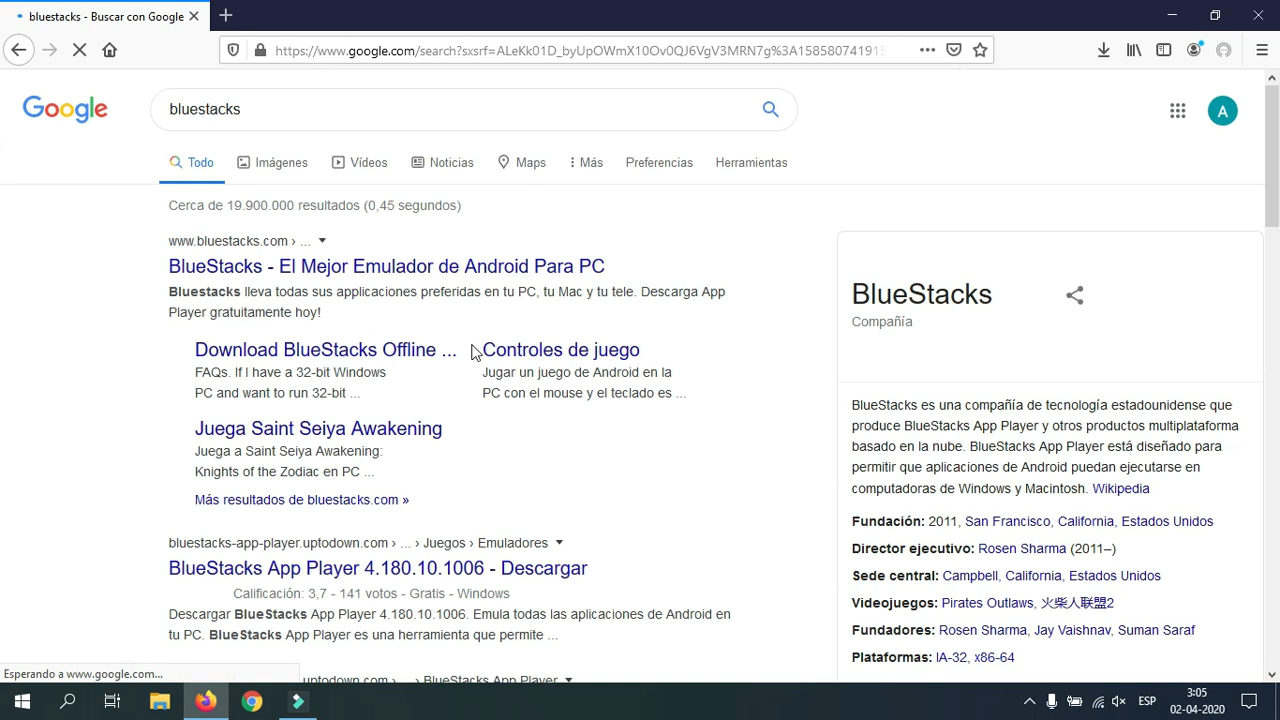 bluestacks - Buscar con Google
https://www.google.com/search?sxsrf=ALeKk01D_byUpOWmX10Ov0QJ6VgV3MRN7g%3A158580741915
Google
bluestacks
A
Todo
Imágenes
Vídeos
Noticias
Maps
Más
Preferencias
Herramientas
Cerca de 19.900.000 resultados (0,45 segundos)
www.bluestacks.com › ...
BlueStacks - El Mejor Emulador de Android Para PC
Bluestacks lleva todas sus applicaciones preferidas en tu PC, tu Mac y tu tele. Descarga App
Player gratuitamente hoy!
Download BlueStacks Offline ...
FAQs. If I have a 32-bit Windows
PC and want to run 32-bit ...
Controles de juego
Jugar un juego de Android en la
PC con el mouse y el teclado es ...
Juega Saint Seiya Awakening
Juega a Saint Seiya Awakening:
Knights of the Zodiac en PC ...
Más resultados de bluestacks.com »
bluestacks-app-player.uptodown.com › ... › Juegos › Emuladores
BlueStacks App Player 4.180.10.1006 - Descargar
Calificación: 3,7 - 141 votos - Gratis - Windows
Descargar BlueStacks App Player 4.180.10.1006. Emula todas las aplicaciones de Android en
tu PC. BlueStacks App Player es una herramienta que permite ...
uptodown.com › ... › BlueStacks App Player
BlueStacks
Compañía
BlueStacks es una compañía de tecnología estadounidense que
produce BlueStacks App Player y otros productos multiplataforma
basado en la nube. BlueStacks App Player está diseñado para
permitir que aplicaciones de Android puedan ejecutarse en
computadoras de Windows y Macintosh. Wikipedia
Fundación: 2011, San Francisco, California, Estados Unidos
Director ejecutivo: Rosen Sharma (2011–)
Sede central: Campbell, California, Estados Unidos
Videojuegos: Pirates Outlaws, 火柴人联盟2
Fundadores: Rosen Sharma, Jay Vaishnav, Suman Saraf
Plataformas: IA-32, x86-64
Esperando a www.google.com...
ESP
3:05
02-04-2020